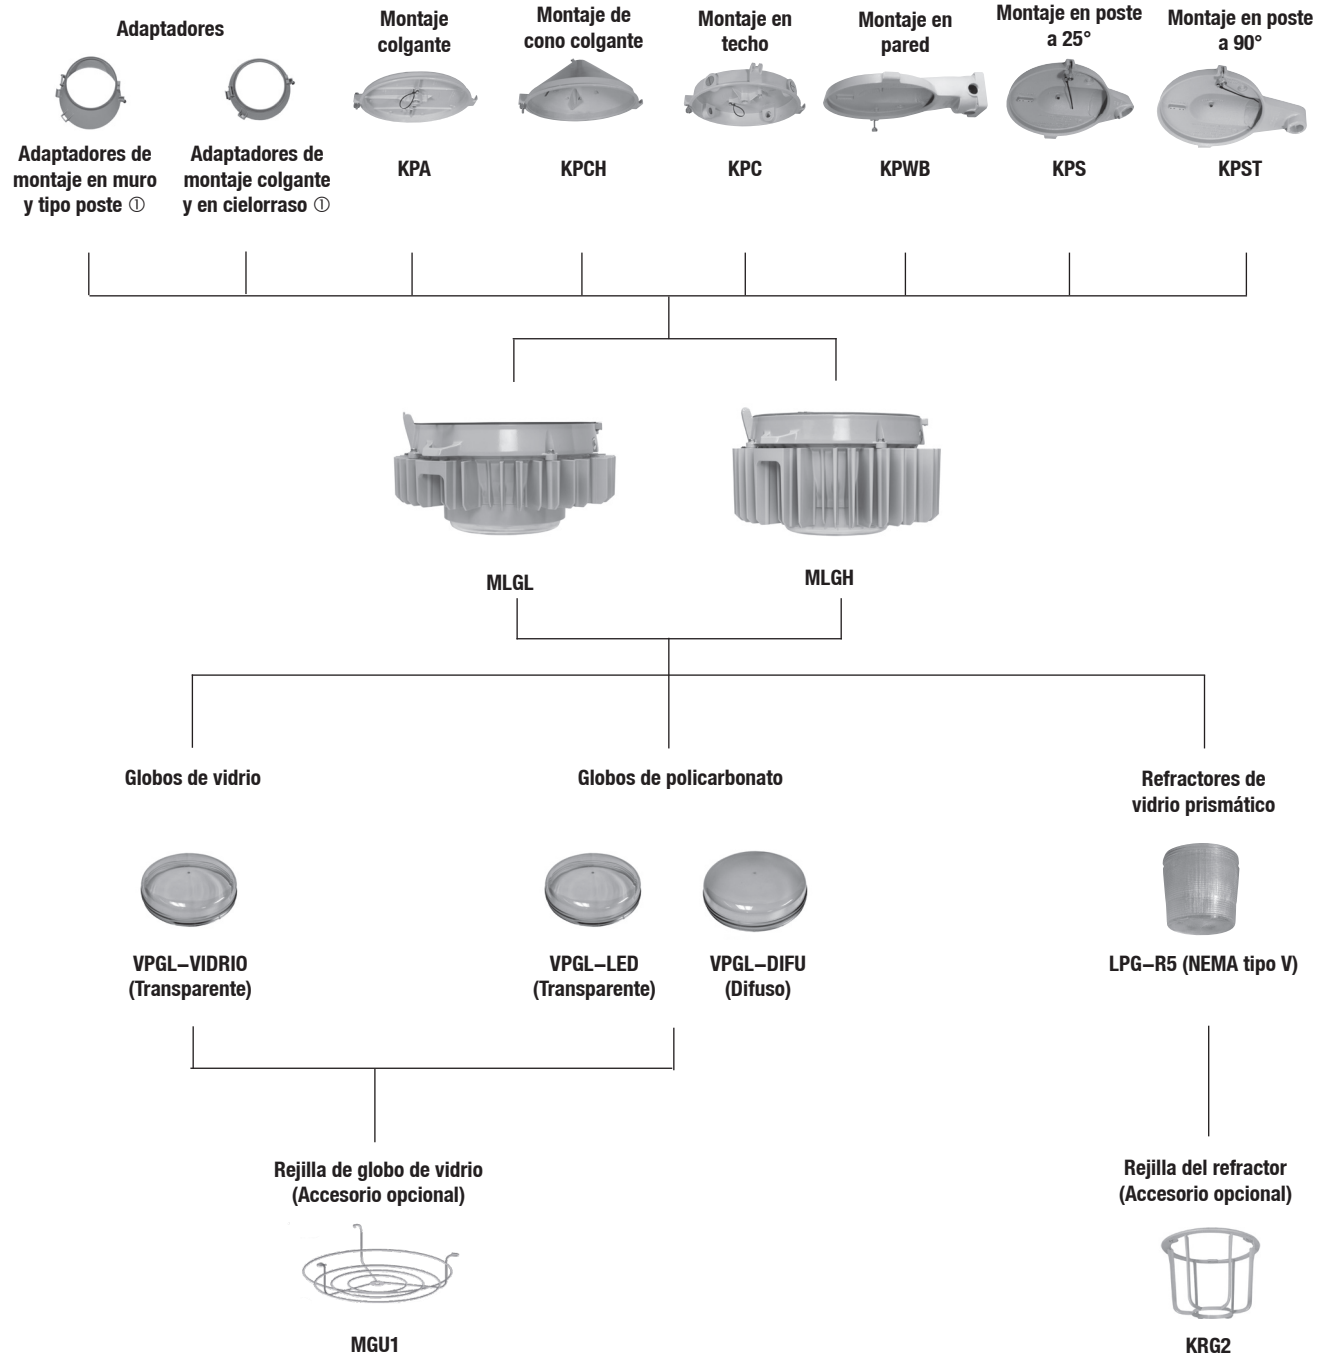 Adaptadores
Montaje
colgante
Montaje de
cono colgante
Montaje en
techo
Montaje en
pared
Montaje en poste
a 25°
Montaje en poste
a 90°
Adaptadores de
montaje en muro
y tipo poste ①
Adaptadores de
montaje colgante
y en cielorraso ①
KPA
KPCH
KPC
KPWB
KPS
KPST
MLGL
MLGH
Globos de vidrio
Globos de policarbonato
Refractores de
vidrio prismático
VPGL–VIDRIO
(Transparente)
VPGL–LED
(Transparente)
VPGL–DIFU
(Difuso)
LPG–R5 (NEMA tipo V)
Rejilla de globo de vidrio
(Accesorio opcional)
Rejilla del refractor
(Accesorio opcional)
MGU1
KRG2